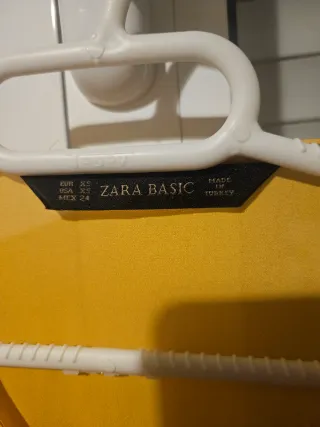 EUR XS
USA XS
MEX 24
ZARA BASIC
MADE
IN
TURKEY